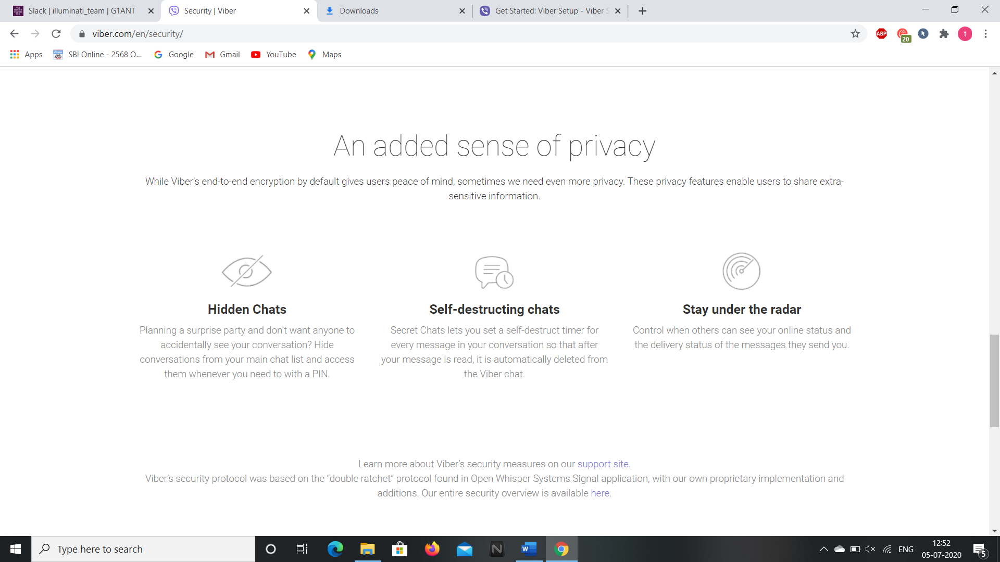 Slack | illuminati_team | G1ANT
Security | Viber
Downloads
Get Started: Viber Setup - Viber
viber.com/en/security/
ABP
20
t
Apps
SBI Online - 2568 O...
Google
Gmail
YouTube
Maps
An added sense of privacy
While Viber’s end-to-end encryption by default gives users peace of mind, sometimes we need even more privacy. These privacy features enable users to share extra-
sensitive information.
Hidden Chats
Planning a surprise party and don’t want anyone to
accidentally see your conversation? Hide
conversations from your main chat list and access
them whenever you need to with a PIN.
Self-destructing chats
Secret Chats lets you set a self-destruct timer for
every message in your conversation so that after
your message is read, it is automatically deleted from
the Viber chat.
Stay under the radar
Control when others can see your online status and
the delivery status of the messages they send you.
Learn more about Viber’s security measures on our support site.
Viber’s security protocol was based on the “double ratchet” protocol found in Open Whisper Systems Signal application, with our own proprietary implementation and
additions. Our entire security overview is available here.
Type here to search
N
W
ENG
12:52
05-07-2020
5